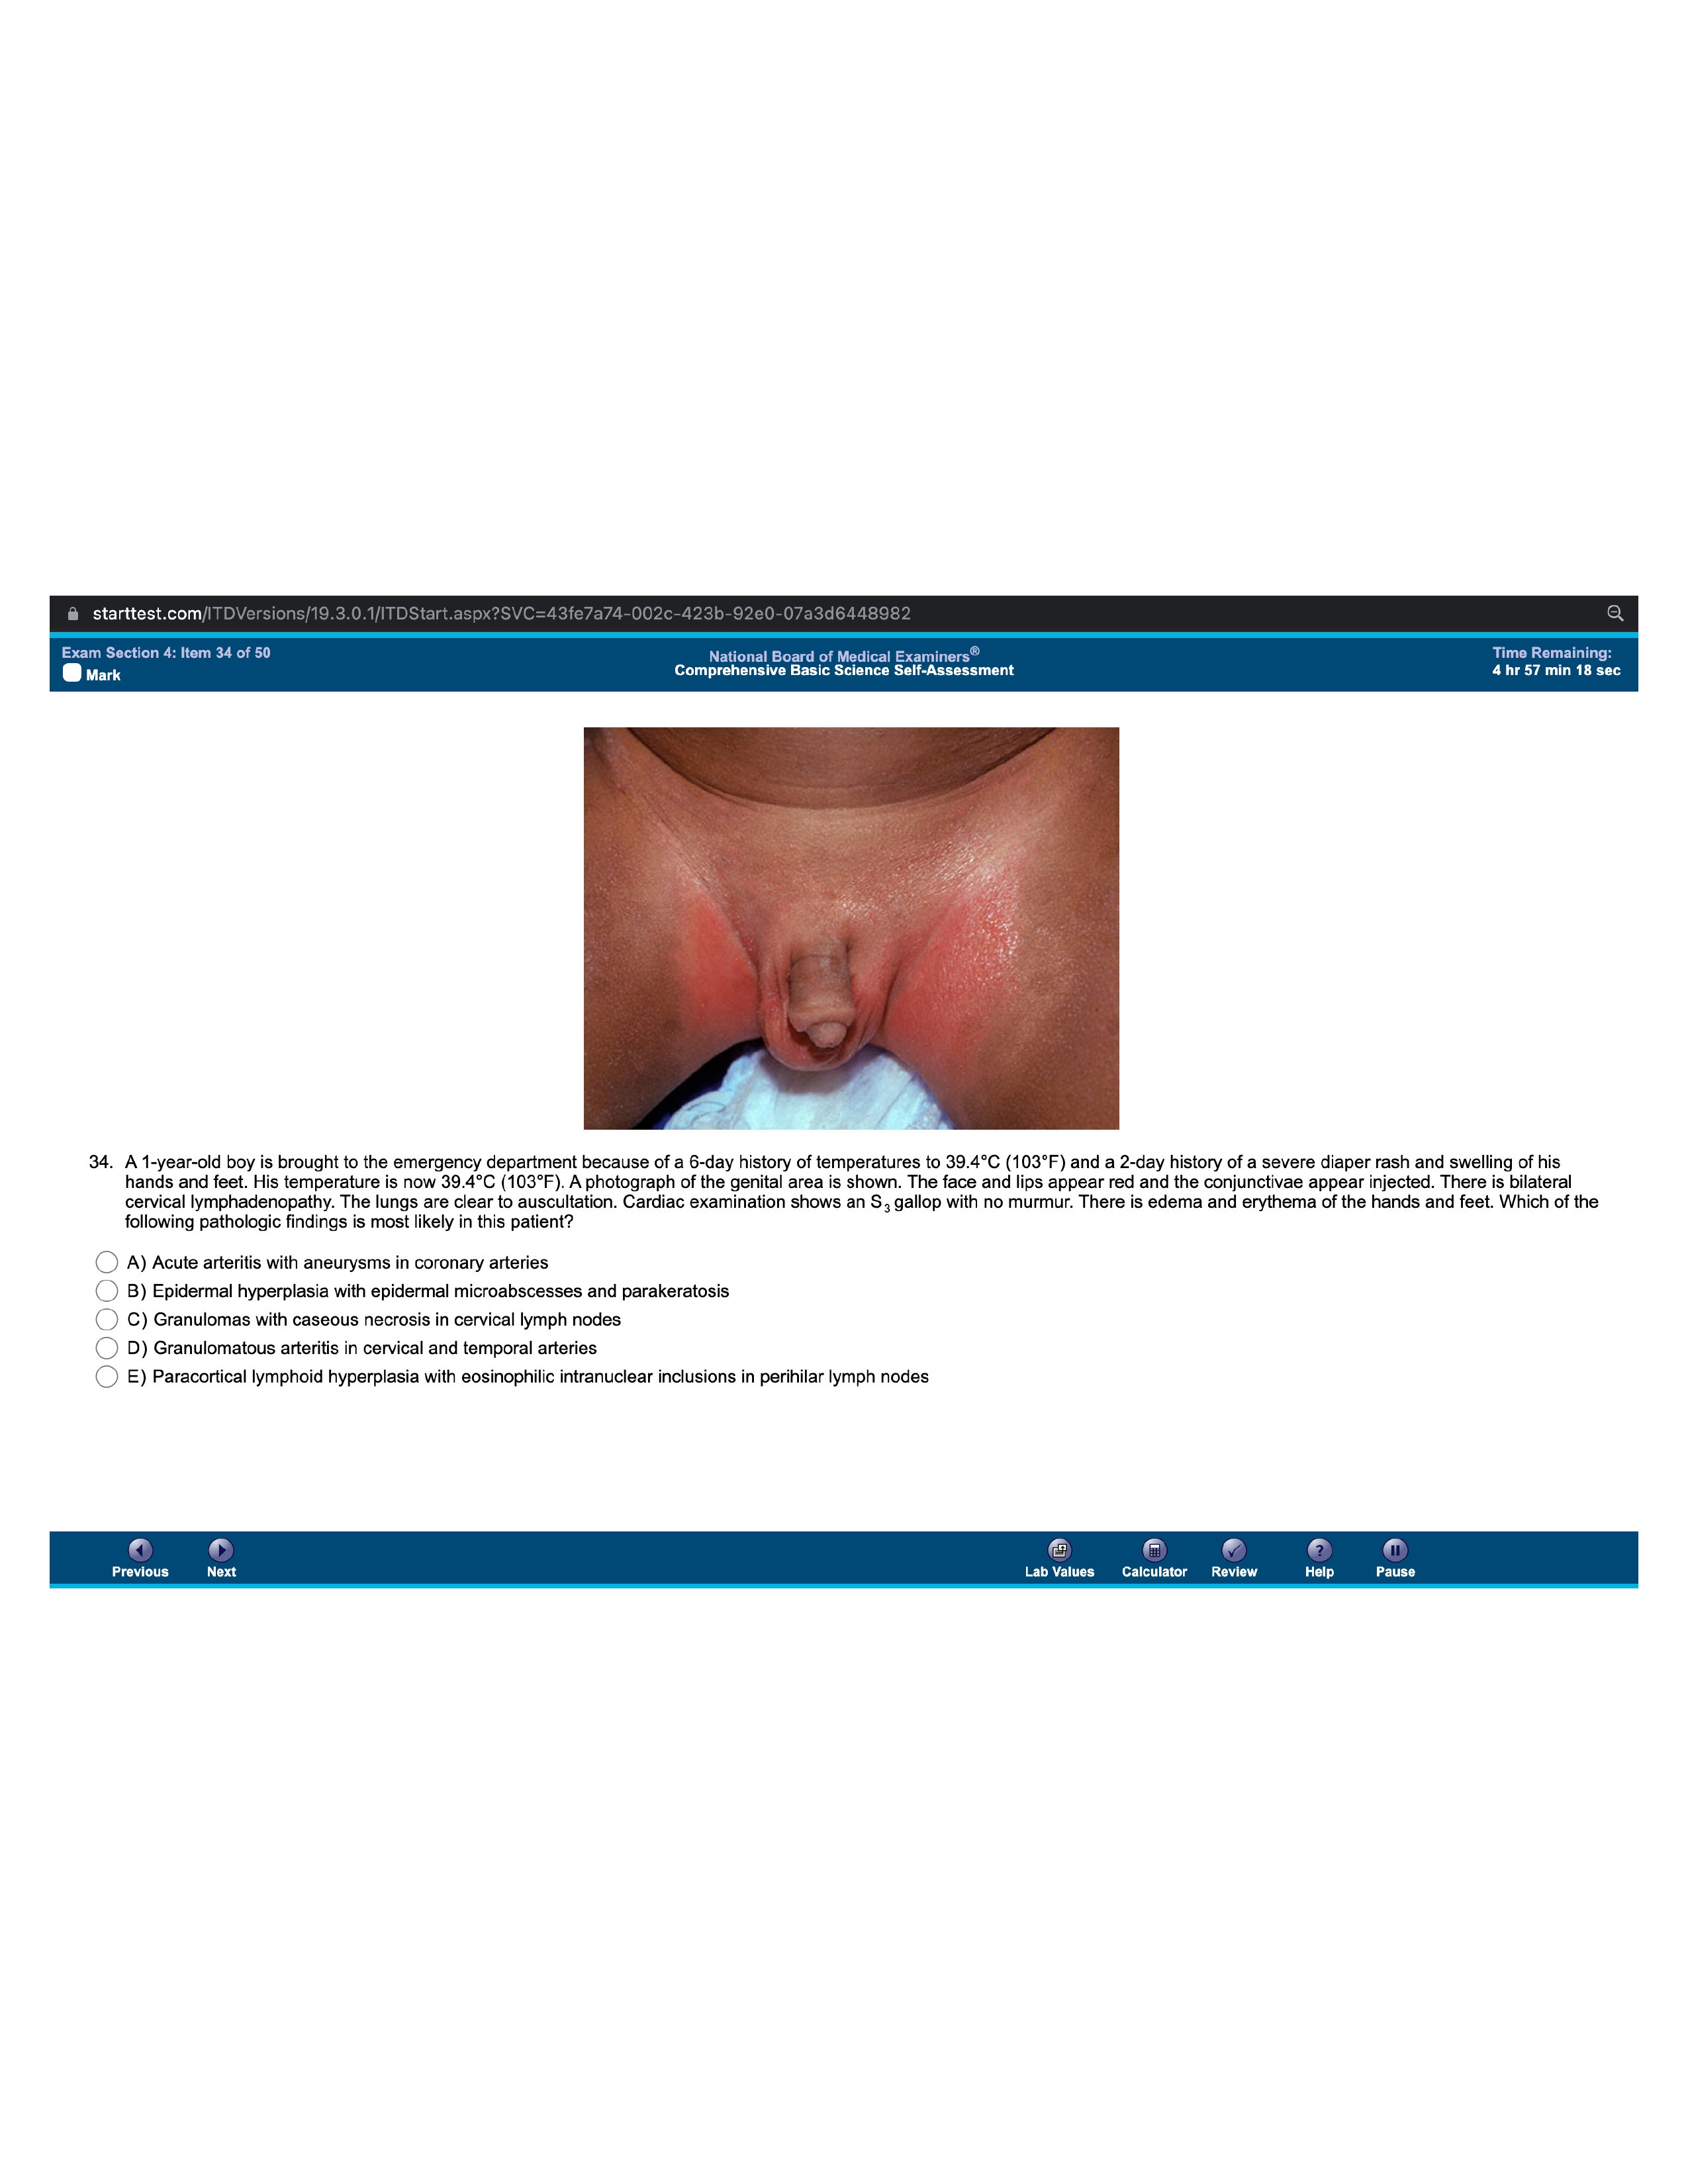 starttest.com/ITDVersions/19.3.0.1/ITDStart.aspx?SVC=43fe7a74-002c-423b-92e0-07a3d6448982
Exam Section 4: Item 34 of 50
National Board of Medical Examiners®
Time Remaining:
Mark
Comprehensive Basic Science Self-Assessment
4 hr 57 min 18 sec
34. A 1-year-old boy is brought to the emergency department because of a 6-day history of temperatures to 39.4°C (103°F) and a 2-day history of a severe diaper rash and swelling of his
hands and feet. His temperature is now 39.4°C (103°F). A photograph of the genital area is shown. The face and lips appear red and the conjunctivae appear injected. There is bilateral
cervical lymphadenopathy. The lungs are clear to auscultation. Cardiac examination shows an S3 gallop with no murmur. There is edema and erythema of the hands and feet. Which of the
following pathologic findings is most likely in this patient?
A) Acute arteritis with aneurysms in coronary arteries
B) Epidermal hyperplasia with epidermal microabscesses and parakeratosis
C) Granulomas with caseous necrosis in cervical lymph nodes
D) Granulomatous arteritis in cervical and temporal arteries
E) Paracortical lymphoid hyperplasia with eosinophilic intranuclear inclusions in perihilar lymph nodes
Previous Next Lab Values Calculator Review Help Pause